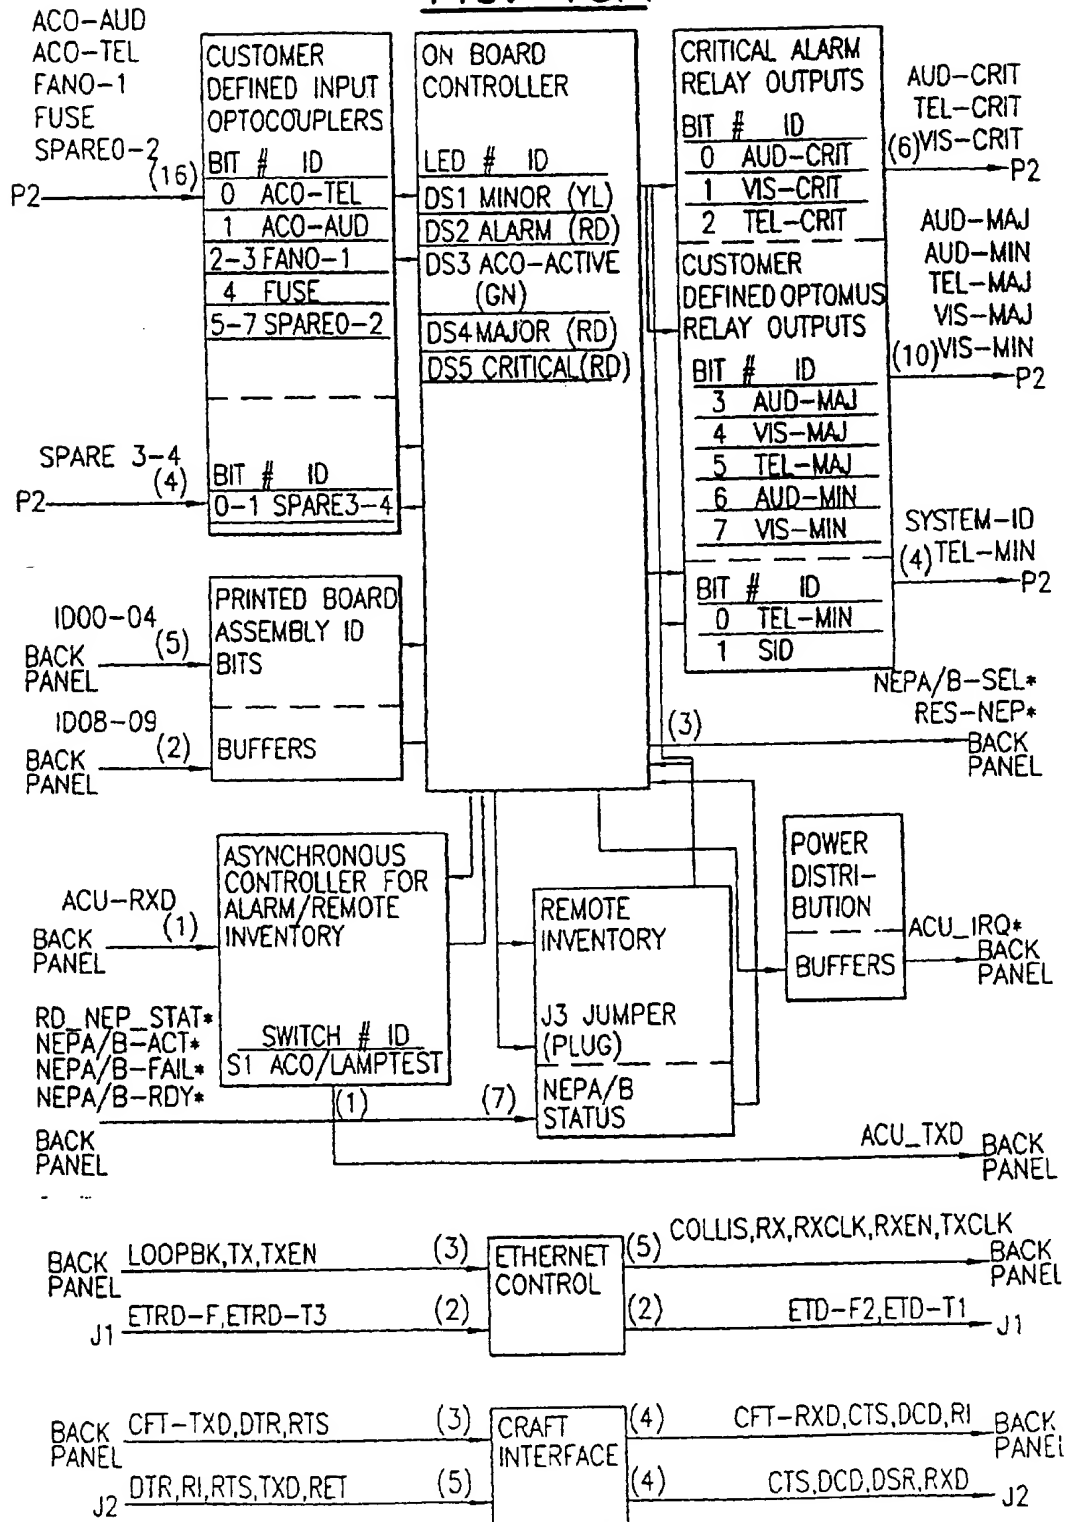 ACO-AUD
ACO-TEL
FANO-1
FUSE
SPARE0-2
(16)
P2
CUSTOMER
DEFINED INPUT
OPTOCOUPLERS
BIT # ID
0 ACO-TEL
1 ACO-AUD
2-3 FANO-1
4 FUSE
5-7 SPARE0-2
SPARE 3-4
(4)
P2
BIT # ID
0-1 SPARE3-4
ON BOARD
CONTROLLER
LED # ID
DS1 MINOR (YL)
DS2 ALARM (RD)
DS3 ACO-ACTIVE
(GN)
DS4 MAJOR (RD)
DS5 CRITICAL(RD)
CRITICAL ALARM
RELAY OUTPUTS
BIT # ID
0 AUD-CRIT
1 VIS-CRIT
2 TEL-CRIT
CUSTOMER
DEFINED OPTOMUS
RELAY OUTPUTS
BIT # ID
3 AUD-MAJ
4 VIS-MAJ
5 TEL-MAJ
6 AUD-MIN
7 VIS-MIN
BIT # ID
0 TEL-MIN
1 SID
AUD-CRIT
TEL-CRIT
(6) VIS-CRIT
P2
AUD-MAJ
AUD-MIN
TEL-MAJ
VIS-MAJ
(10) VIS-MIN
P2
SYSTEM-ID
(4) TEL-MIN
P2
NEPA/B-SEL*
RES-NEP*
(3)
BACK
PANEL
ID00-04
(5)
BACK
PANEL
ID08-09
(2)
BACK
PANEL
PRINTED BOARD
ASSEMBLY ID
BITS
BUFFERS
ACU-RXD
(1)
BACK
PANEL
ASYNCHRONOUS
CONTROLLER FOR
ALARM/REMOTE
INVENTORY
SWITCH # ID
S1 ACO/LAMPTEST
REMOTE
INVENTORY
J3 JUMPER
(PLUG)
NEPA/B
STATUS
POWER
DISTRI-
BUTION
BUFFERS
ACU_IRQ*
BACK
PANEL
RD_NEP_STAT*
NEPA/B-ACT*
NEPA/B-FAIL*
NEPA/B-RDY*
(7)
BACK
PANEL
(1)
ACU_TXD
BACK
PANEL
BACK
PANEL
LOOPBK,TX,TXEN
(3)
ETHERNET
CONTROL
(5)
COLLIS,RX,RXCLK,RXEN,TXCLK
BACK
PANEL
J1
ETRD-F,ETRD-T3
(2)
(2)
ETD-F2,ETD-T1
J1
BACK
PANEL
CFT-TXD,DTR,RTS
(3)
CRAFT
INTERFACE
(4)
CFT-RXD,CTS,DCD,RI
BACK
PANEL
J2
DTR,RI,RTS,TXD,RET
(5)
(4)
CTS,DCD,DSR,RXD
J2